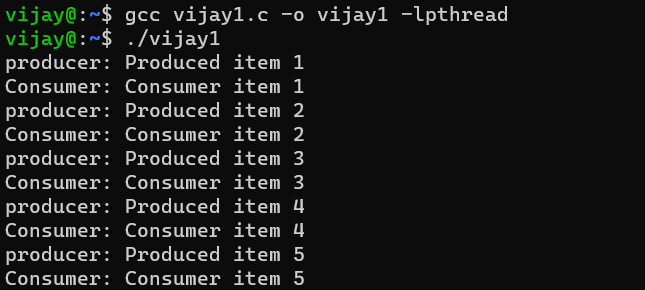 vijay@:~$ gcc vijay1.c -o vijay1 -lpthread
vijay@:~$ ./vijay1
producer: Produced item 1
Consumer: Consumer item 1
producer: Produced item 2
Consumer: Consumer item 2
producer: Produced item 3
Consumer: Consumer item 3
producer: Produced item 4
Consumer: Consumer item 4
producer: Produced item 5
Consumer: Consumer item 5